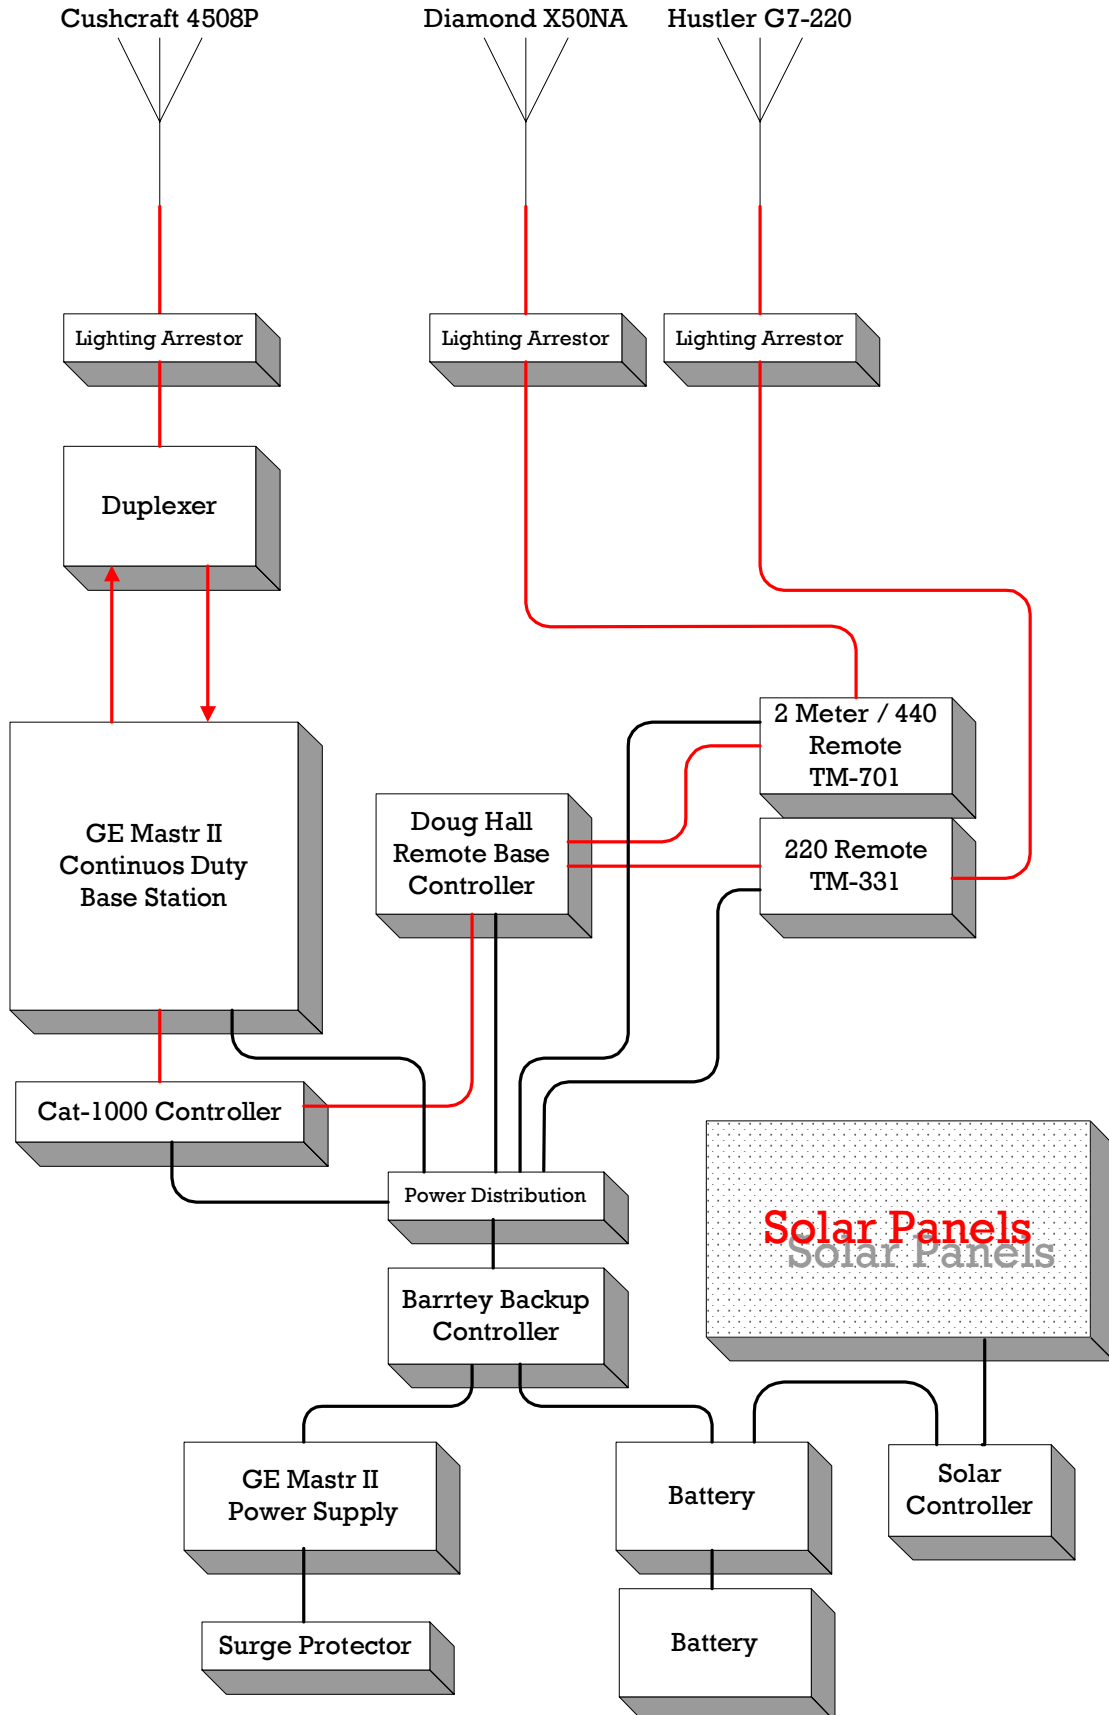 Cushcraft 4508P
Diamond X50NA
Hustler G7-220
Lighting Arrestor
Lighting Arrestor
Lighting Arrestor
Duplexer
2 Meter / 440
Remote
TM-701
GE Mastr II
Continuos Duty
Base Station
Doug Hall
Remote Base
Controller
220 Remote
TM-331
Cat-1000 Controller
Power Distribution
Solar Panels
Solar Panels
Barrtey Backup
Controller
GE Mastr II
Power Supply
Battery
Solar
Controller
Surge Protector
Battery